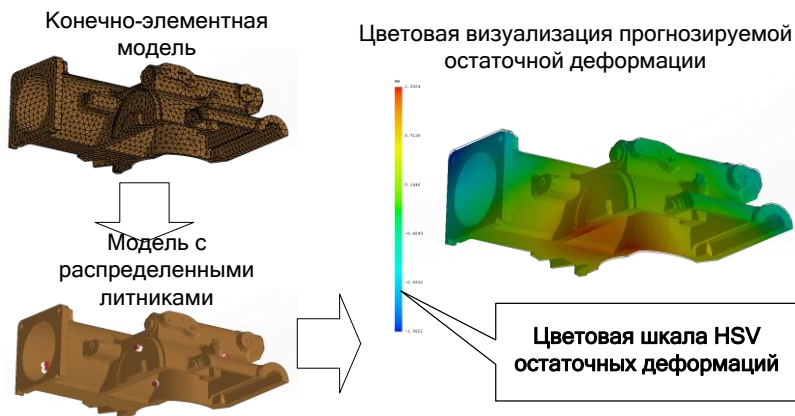 Конечно-элементная
модель
Модель с
распределенными
литниками
Цветовая визуализация прогнозируемой
остаточной деформации
Цветовая шкала HSV
остаточных деформаций